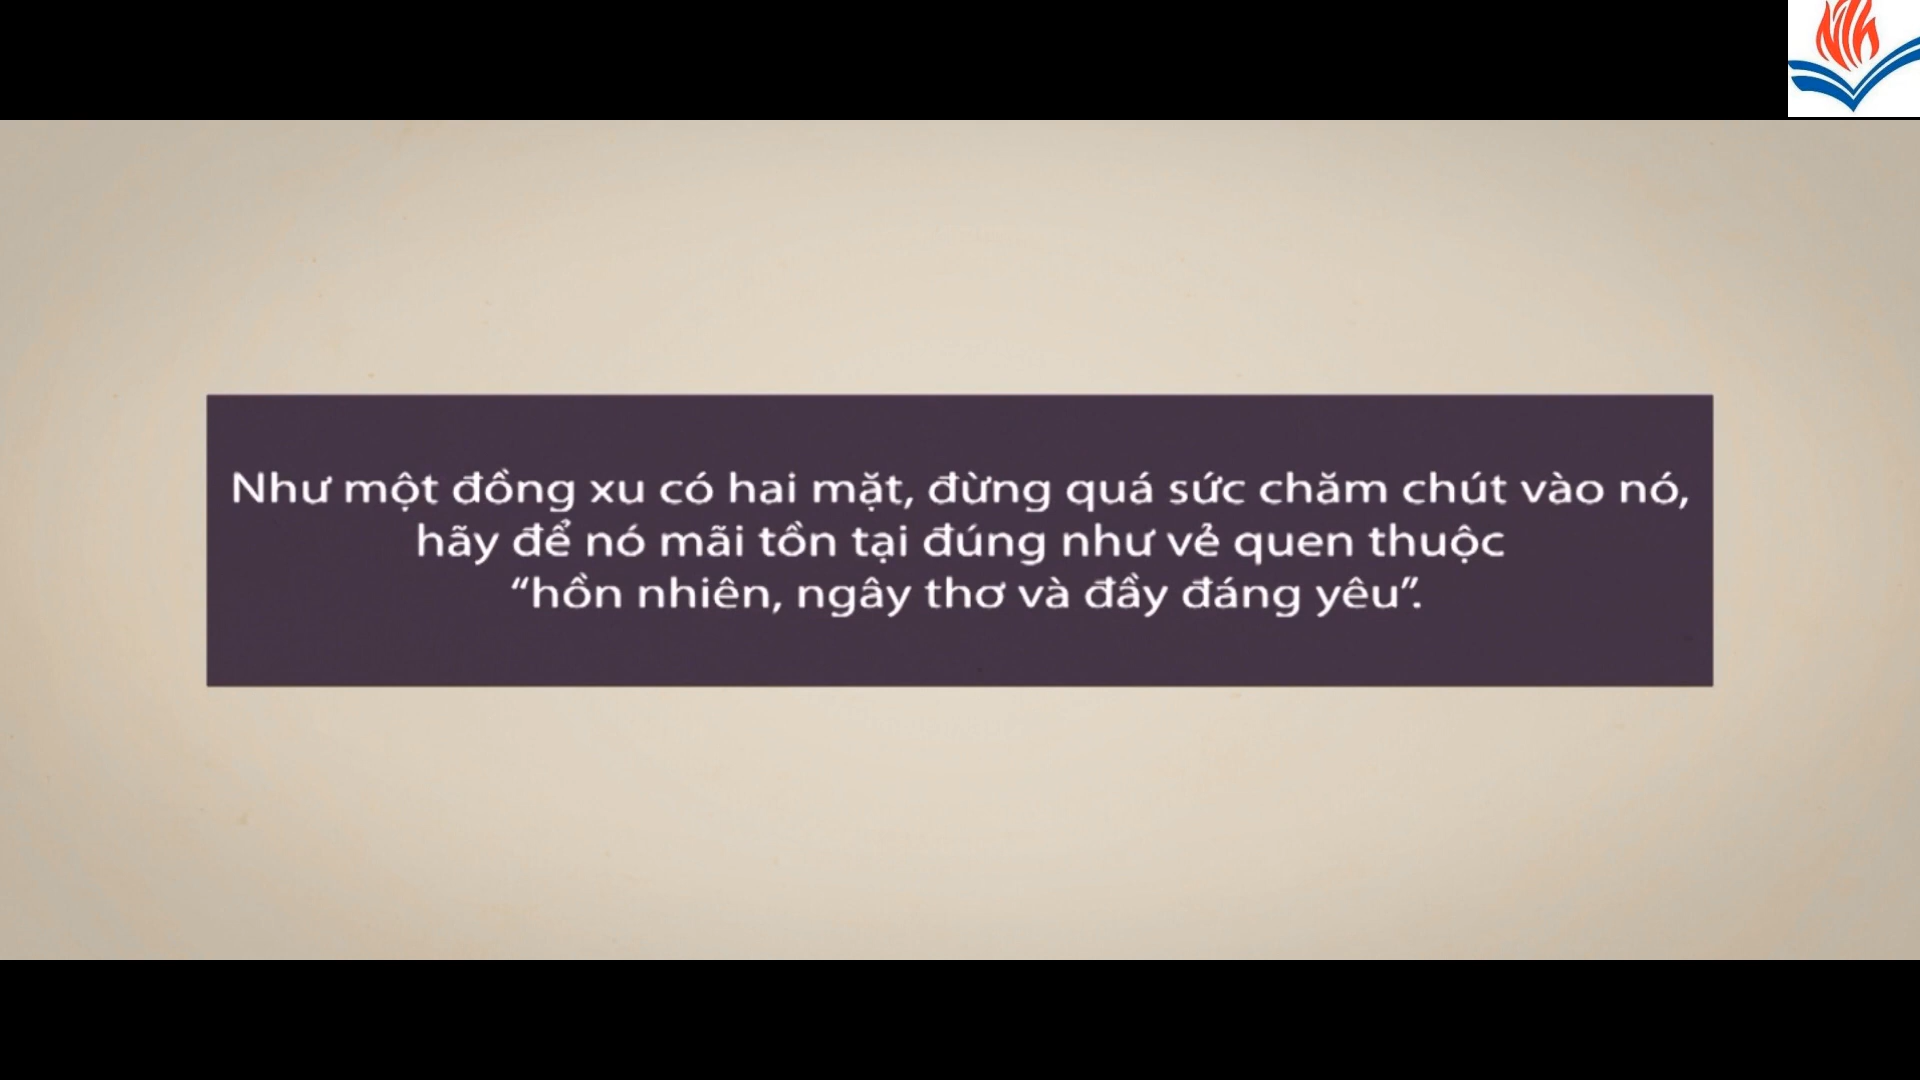 Như một đồng xu có hai mặt, đừng quá sức chăm chút vào nó,
hãy để nó mãi tồn tại đúng như vẻ quen thuộc
“hồn nhiên, ngây thơ và đầy đáng yêu”.